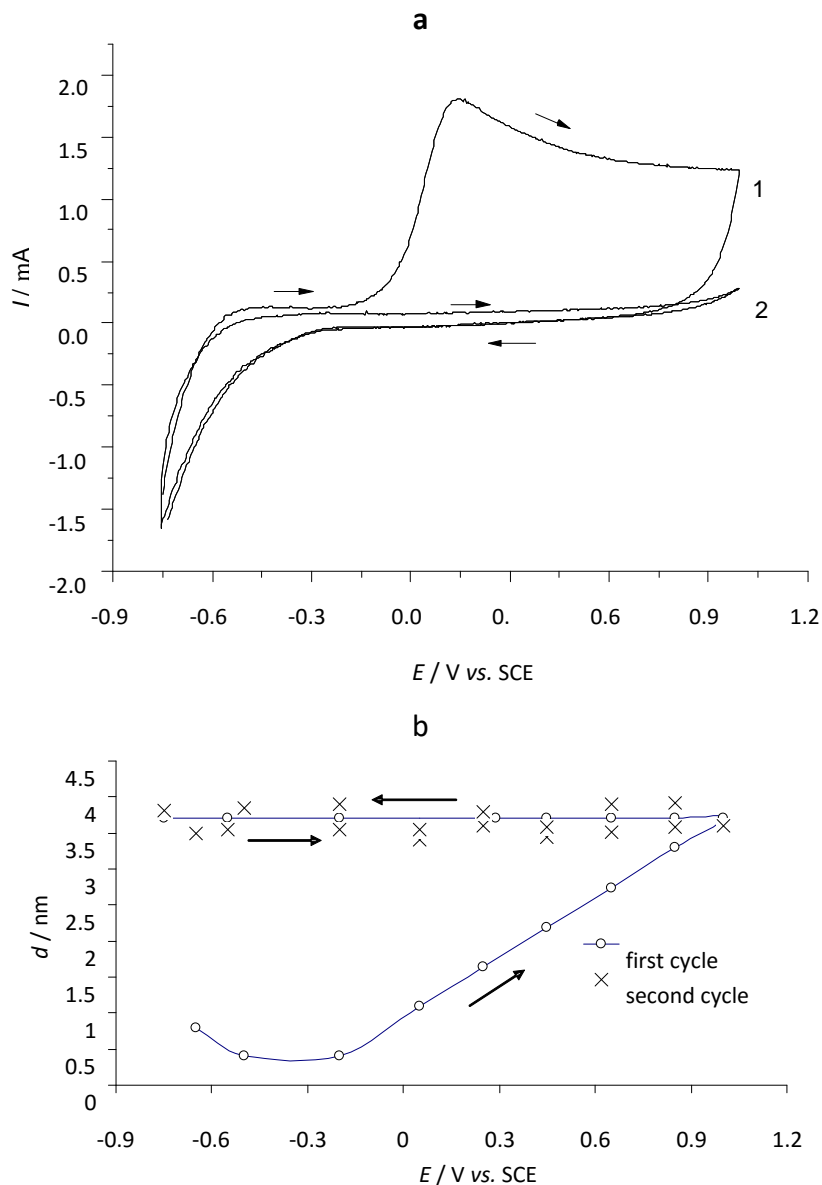 a
2.0
1.5
1.0
0.5
0.0
-0.5
-1.0
-1.5
-2.0
I / mA
1
2
-0.9 -0.6 -0.3 0.0 0. 0.6 0.9 1.2
E / V vs. SCE
b
4.5
4
3.5
3
2.5
2
1.5
1
0.5
0
d / nm
first cycle
second cycle
-0.9 -0.6 -0.3 0 0.3 0.6 0.9 1.2
E / V vs. SCE